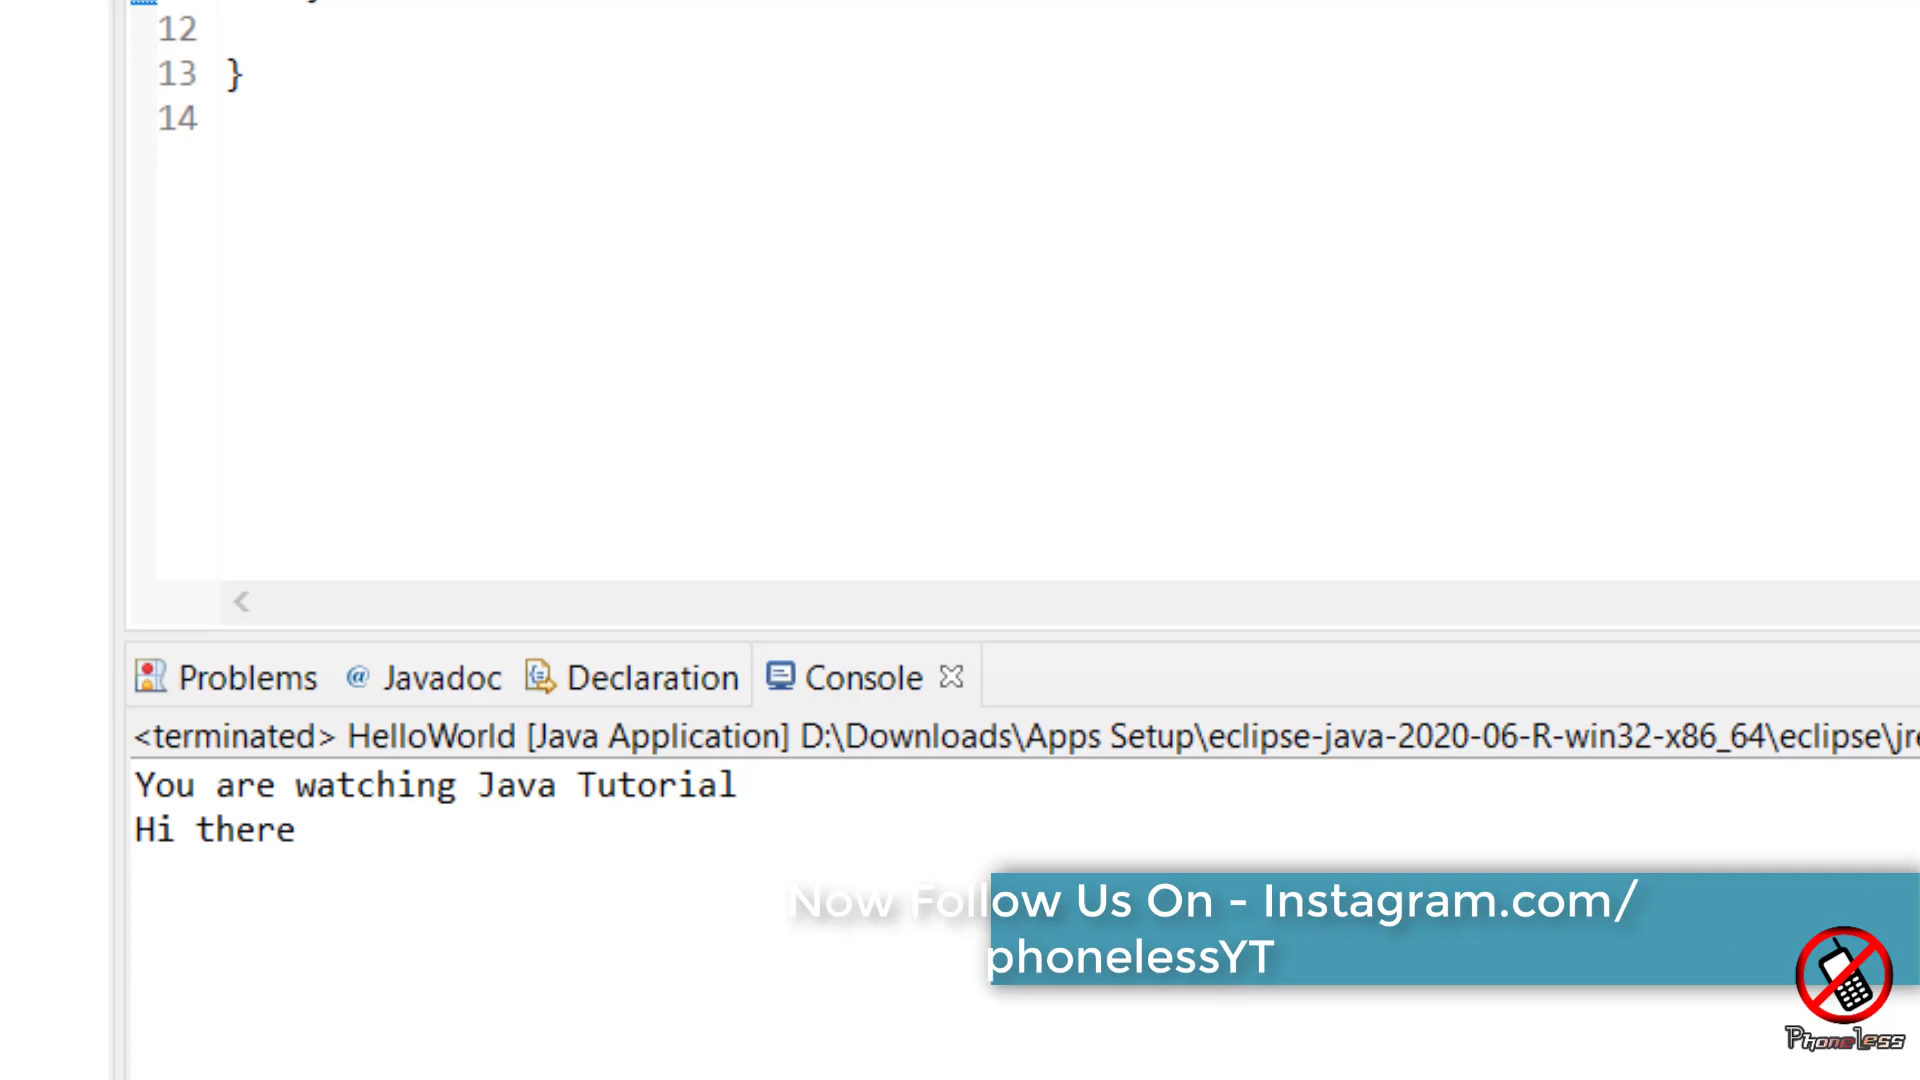 12
13 }
14
Problems @ Javadoc Declaration Console
<terminated> HelloWorld [Java Application] D:\Downloads\Apps Setup\eclipse-java-2020-06-R-win32-x86_64\eclipse\jre
You are watching Java Tutorial
Hi there
Now Follow Us On - Instagram.com/
phonelessYT
PhoneLess